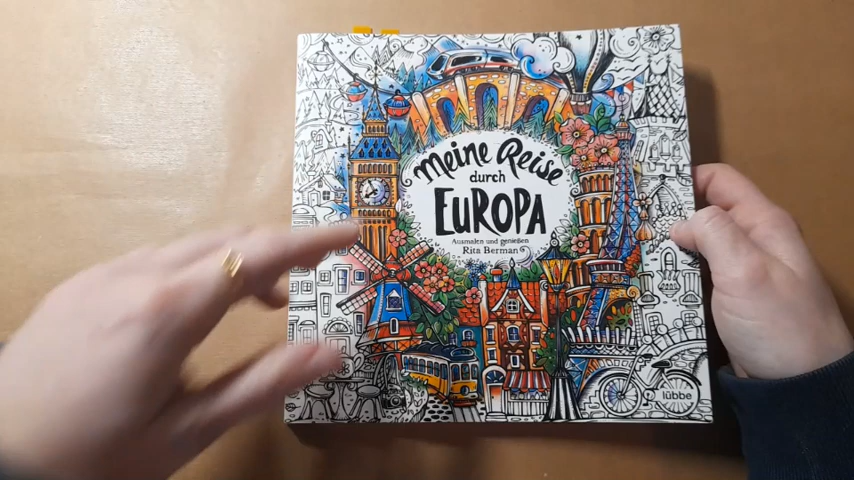 Meine Reise
durch
EUROPA
Ausmalen und genießen
Rita Berman
lübbe